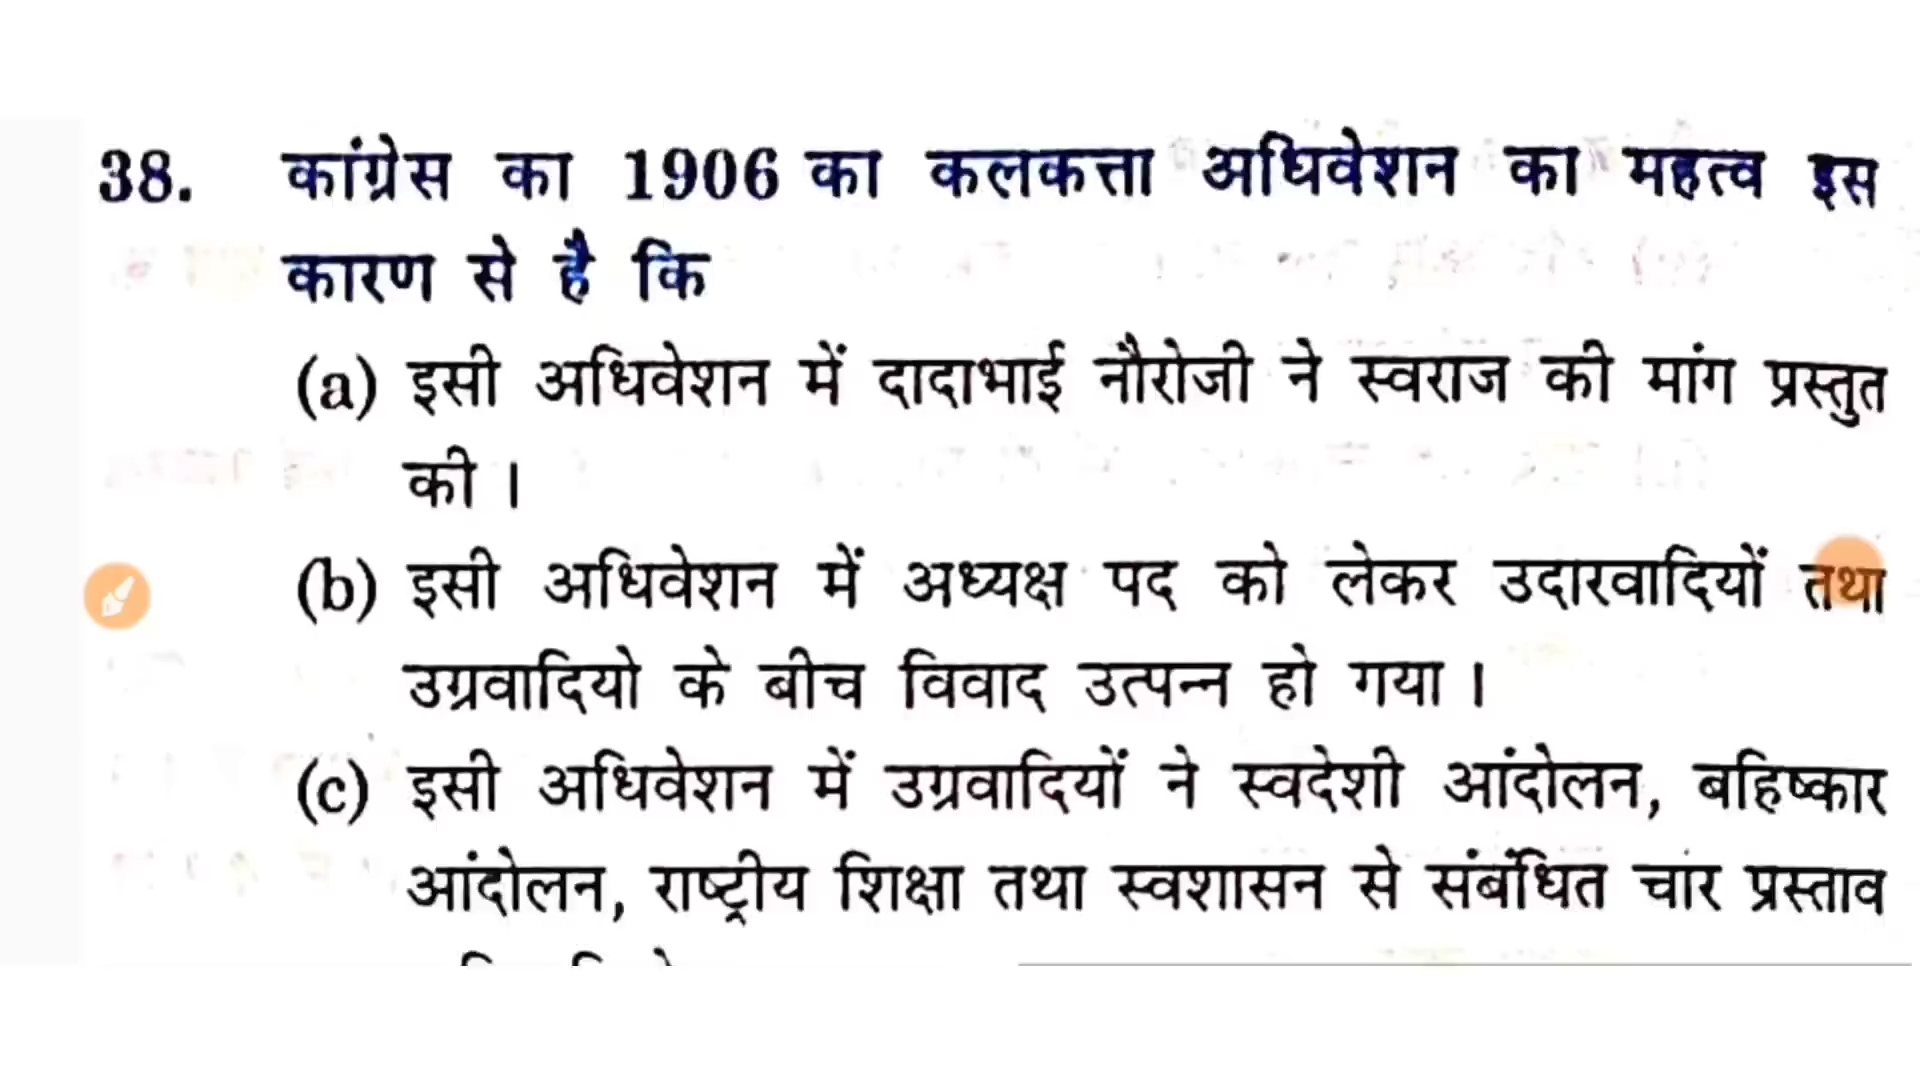 38. कांग्रेस का 1906 का कलकत्ता अधिवेशन का महत्व इस
कारण से है कि
(a) इसी अधिवेशन में दादाभाई नौरोजी ने स्वराज की मांग प्रस्तुत
की ।
(b) इसी अधिवेशन में अध्यक्ष पद को लेकर उदारवादियों तथा
उग्रवादियो के बीच विवाद उत्पन्न हो गया ।
(c) इसी अधिवेशन में उग्रवादियों ने स्वदेशी आंदोलन, बहिष्कार
आंदोलन, राष्ट्रीय शिक्षा तथा स्वशासन से संबंधित चार प्रस्ताव